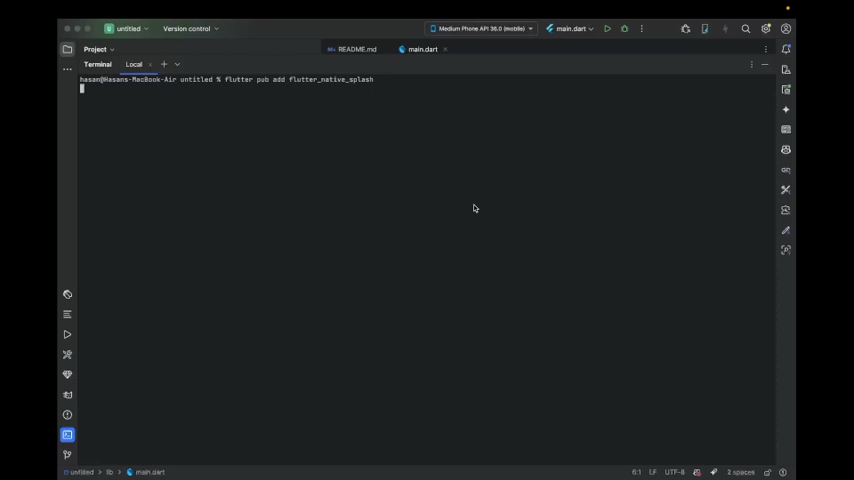 untitled
Version control
Medium Phone API 36.0 (mobile)
main.dart
Project
README.md
main.dart
Terminal
Local
hasan@Hasans-MacBook-Air untitled % flutter pub add flutter_native_splash
untitled > lib > main.dart
6:1 LF UTF-8 2 spaces